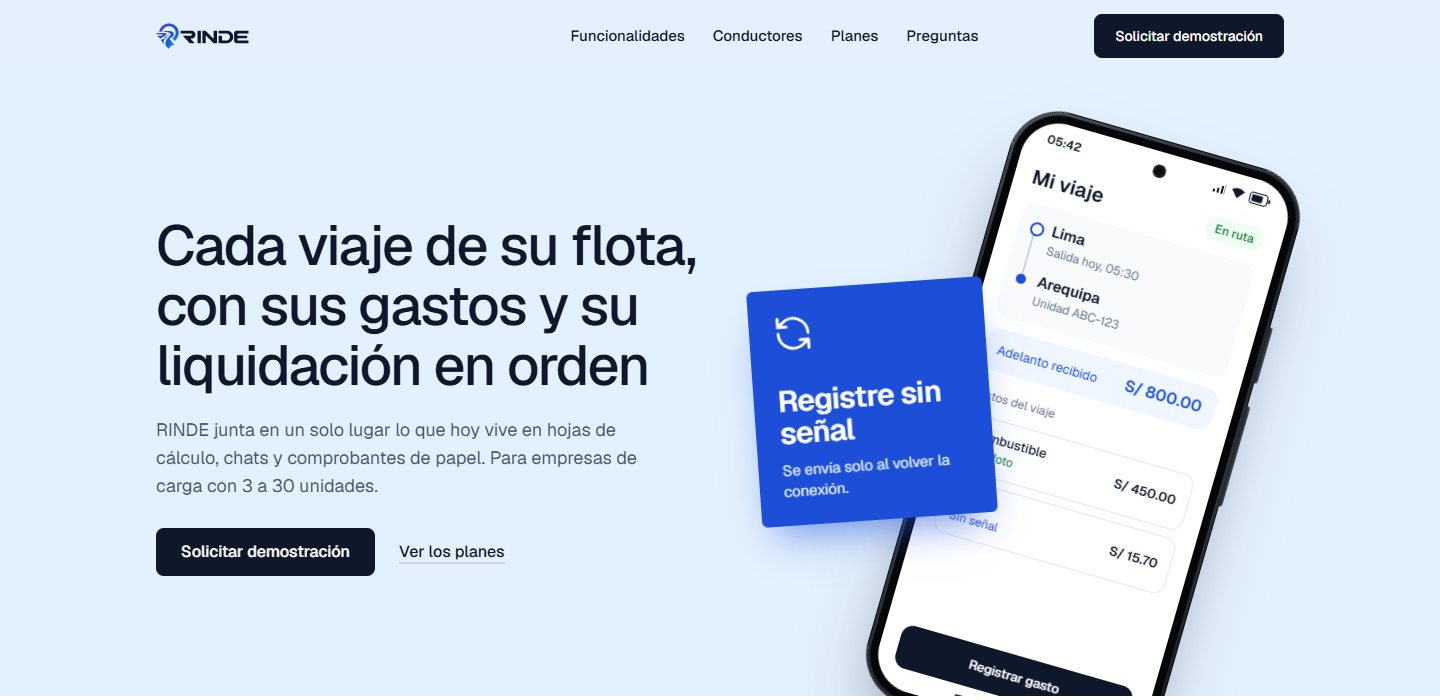 RINDE
Funcionalidades
Conductores
Planes
Preguntas
Solicitar demostración
Cada viaje de su flota,
con sus gastos y su
liquidación en orden
RINDE junta en un solo lugar lo que hoy vive en hojas de
cálculo, chats y comprobantes de papel. Para empresas de
carga con 3 a 30 unidades.
Solicitar demostración
Ver los planes
Registre sin
señal
Se envía solo al volver la
conexión.
05:42
Mi viaje
En ruta
Lima
Salida hoy, 05:30
Arequipa
Unidad ABC-123
Adelanto recibido
S/ 800.00
del viaje
S/ 450.00
Sin señal
S/ 15.70
Registrar gasto